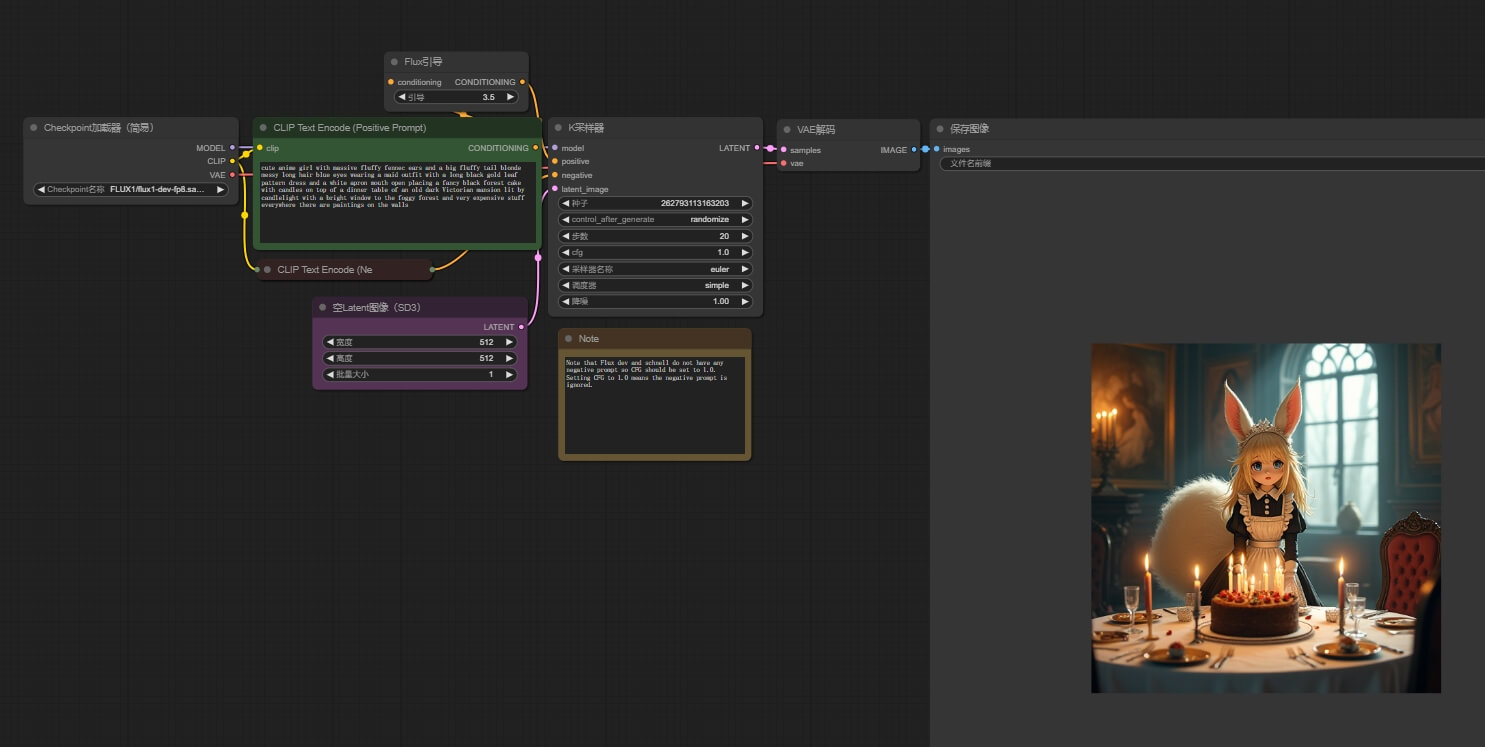 Flux引导
conditioning CONDITIONING
引导 3.5
Checkpoint加载器（简易）
MODEL
CLIP
VAE
Checkpoint名称 FLUX1/flux1-dev-fp8.sa...
CLIP Text Encode (Positive Prompt)
clip CONDITIONING
cute anime girl with massive fluffy fennec ears and a big fluffy tail blonde
messy long hair blue eyes wearing a maid outfit with a long black gold leaf
pattern dress and a white apron mouth open placing a fancy black forest cake
with candles on top of a dinner table of an old dark Victorian mansion lit by
candlelight with a bright window to the foggy forest and very expensive stuff
everywhere there are paintings on the walls
CLIP Text Encode (Ne
空Latent图像（SD3）
LATENT
宽度 512
高度 512
批量大小 1
K采样器
model LATENT
positive
negative
latent_image
种子 262793113163203
control_after_generate randomize
步数 20
cfg 1.0
采样器名称 euler
调度器 simple
降噪 1.00
Note
Note that Flux dev and schnell do not have any
negative prompt so CFG should be set to 1.0.
Setting CFG to 1.0 means the negative prompt is
ignored.
VAE解码
samples IMAGE
vae
保存图像
images
文件名前缀